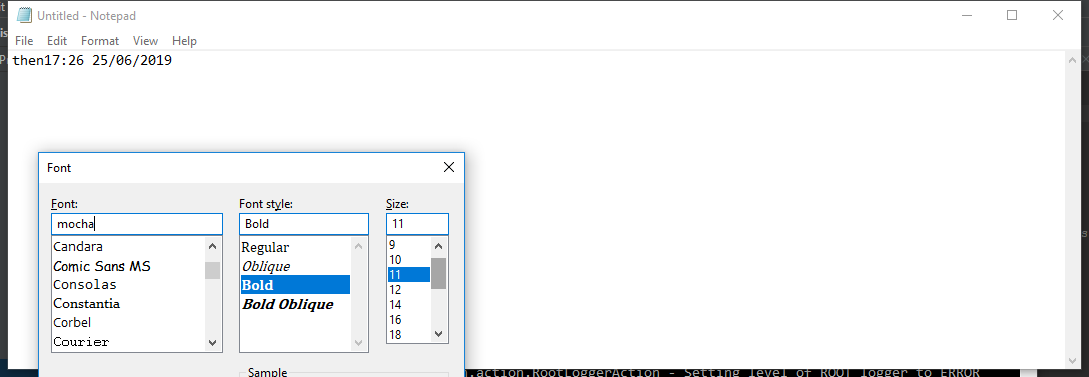 Untitled - Notepad
File Edit Format View Help
then17:26 25/06/2019
Font
Font: Font style: Size:
mocha Bold 11
Candara Regular 9
Comic Sans MS Oblique 10
Consolas Bold 11
Constantia Bold Oblique 12
Corbel 14
Courier 16
18
Sample
.action.RootLoggerAction - Setting level of ROOT logger to ERROR